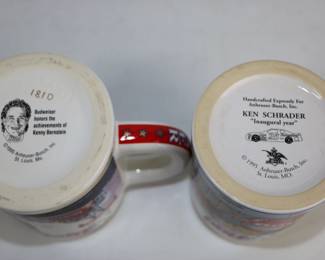 1810
Budweiser
honors the
achievements of
Kenny Bernstein
© 1995 Anheuser-Busch, Inc.
St. Louis, Mo.
Handcrafted Expressly For
Anheuser-Busch, Inc.
KEN SCHRADER
"Inaugural year"
© 1995 Anheuser-Busch, Inc.
St. Louis, MO.